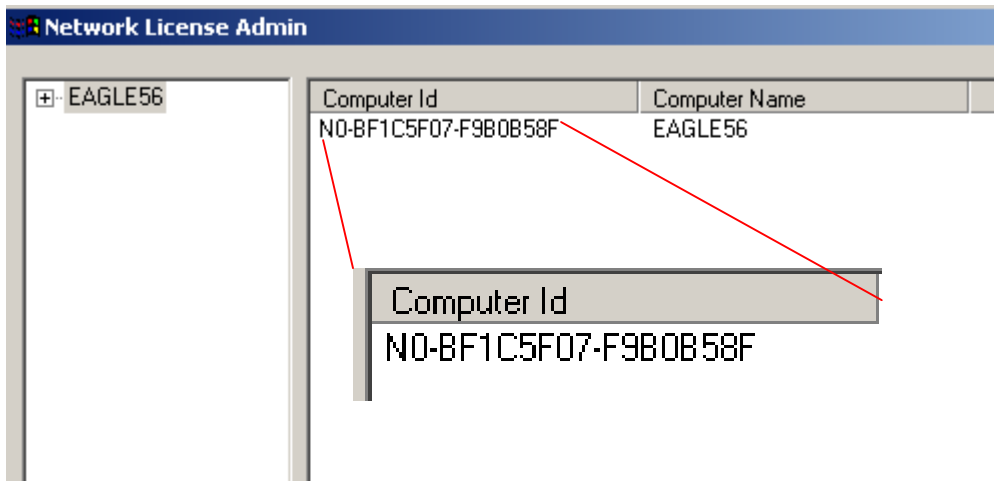 Network License Admin
EAGLE56
Computer Id Computer Name
N0-BF1C5F07-F9B0B58F EAGLE56
Computer Id
N0-BF1C5F07-F9B0B58F